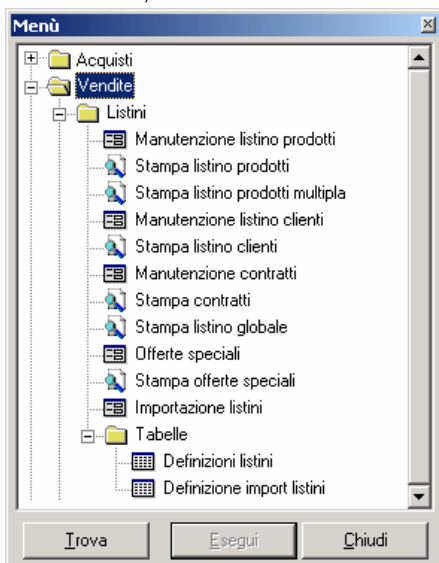 Menù
Acquisti
Vendite
Listini
Manutenzione listino prodotti
Stampa listino prodotti
Stampa listino prodotti multipla
Manutenzione listino clienti
Stampa listino clienti
Manutenzione contratti
Stampa contratti
Stampa listino globale
Offerte speciali
Stampa offerte speciali
Importazione listini
Tabelle
Definizioni listini
Definizione import listini
Trova Esegui Chiudi